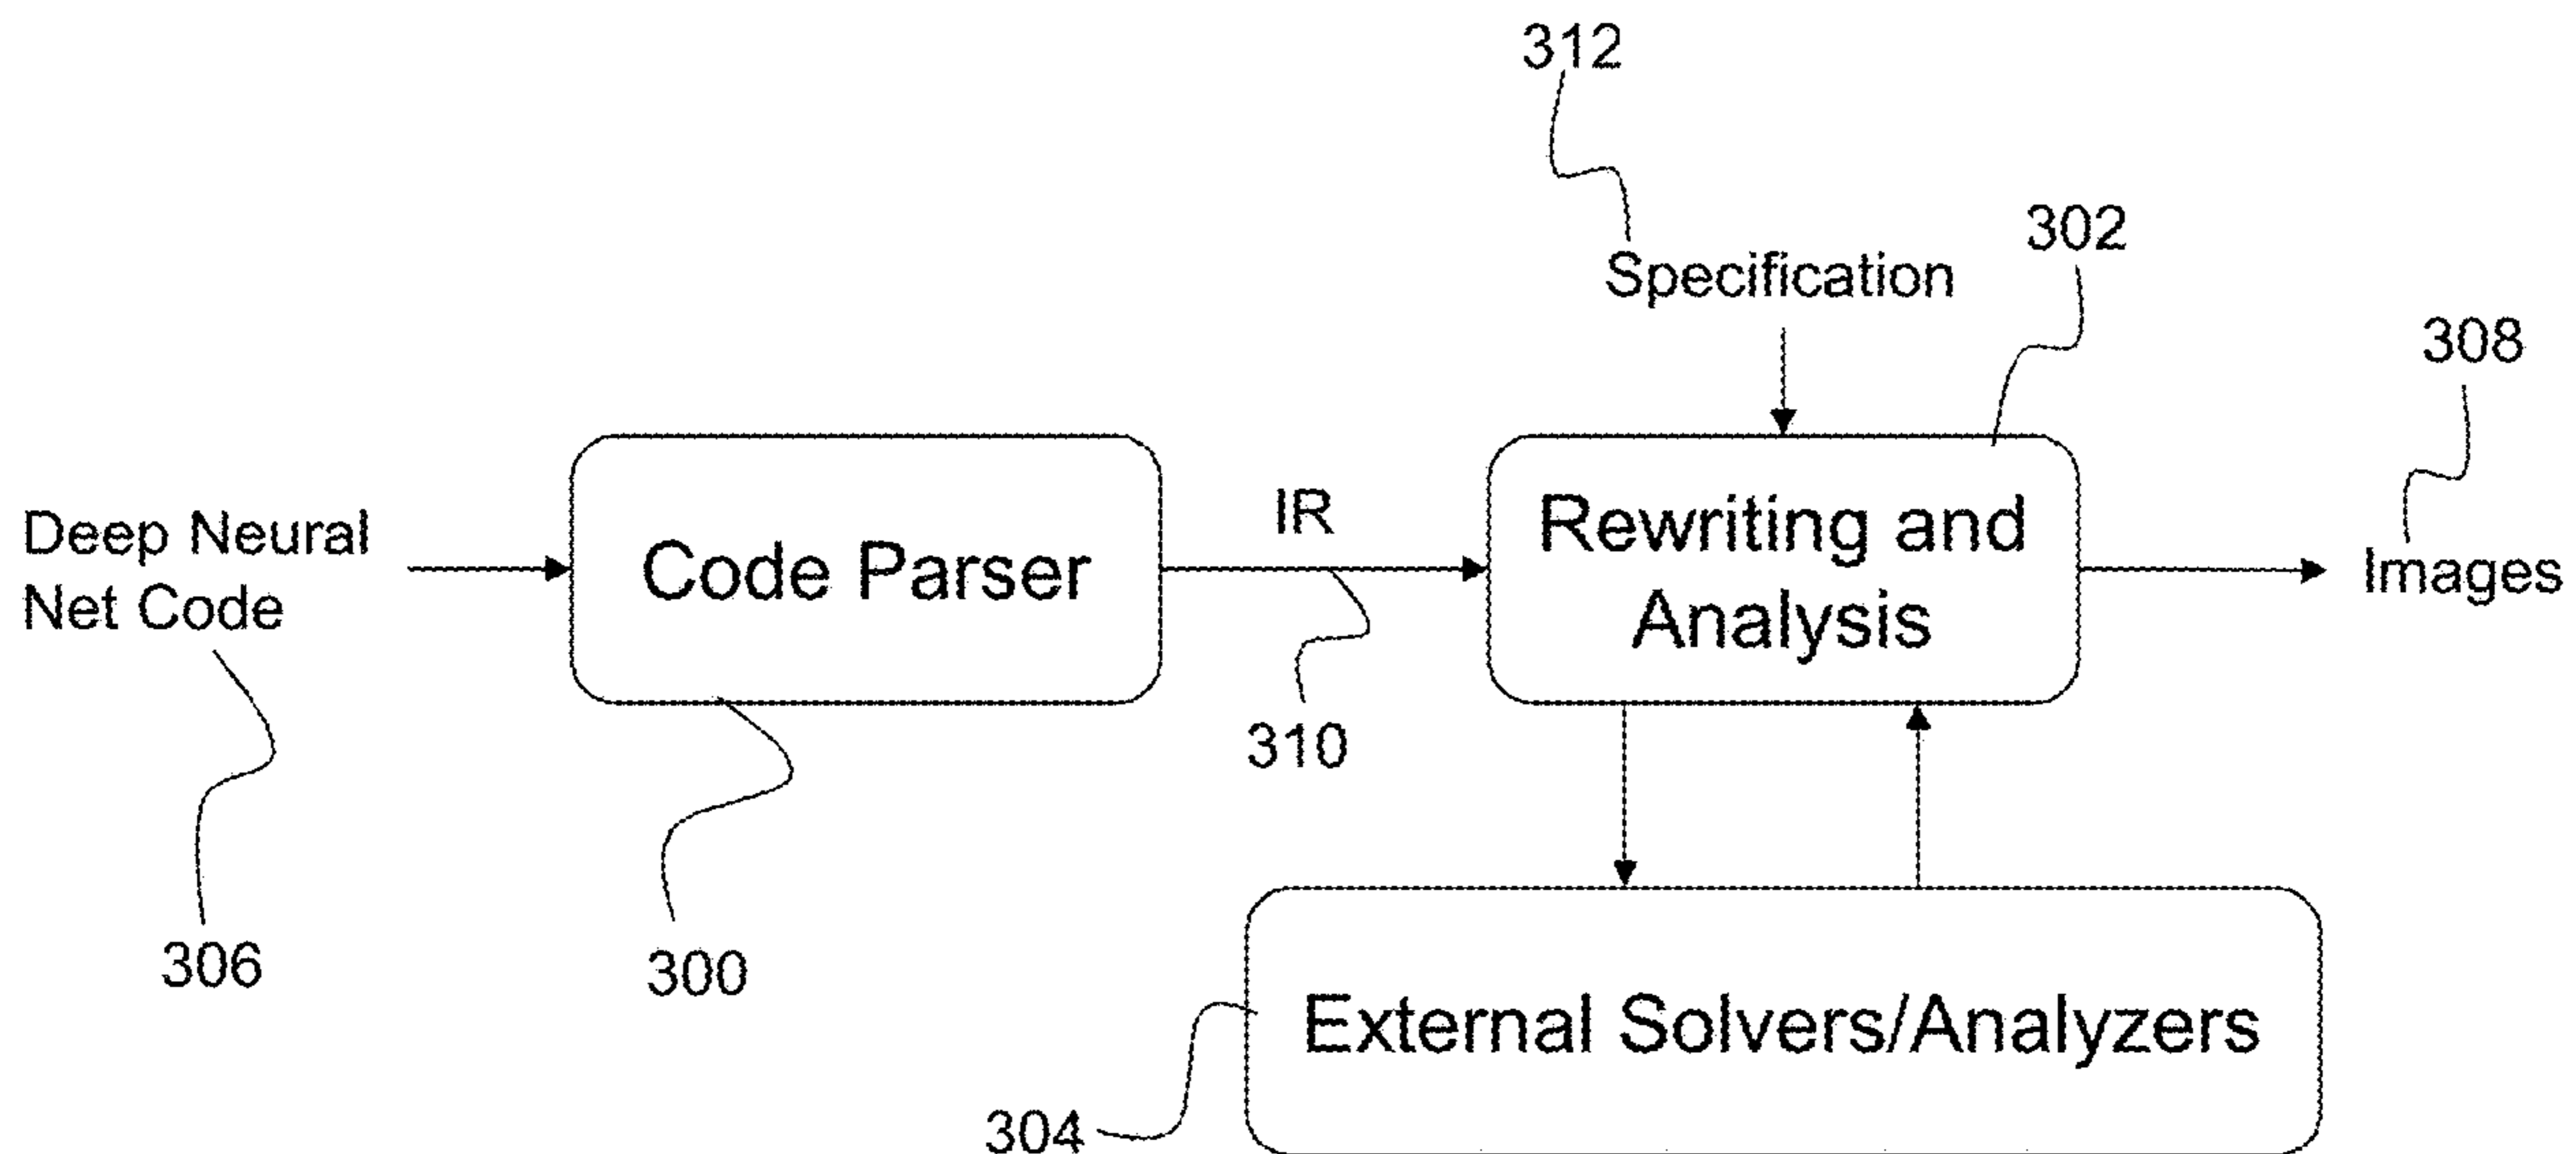 312
302
Specification
308
Deep Neural
Net Code
Code Parser
IR
Rewriting and
Analysis
Images
310
306
300
External Solvers/Analyzers
304